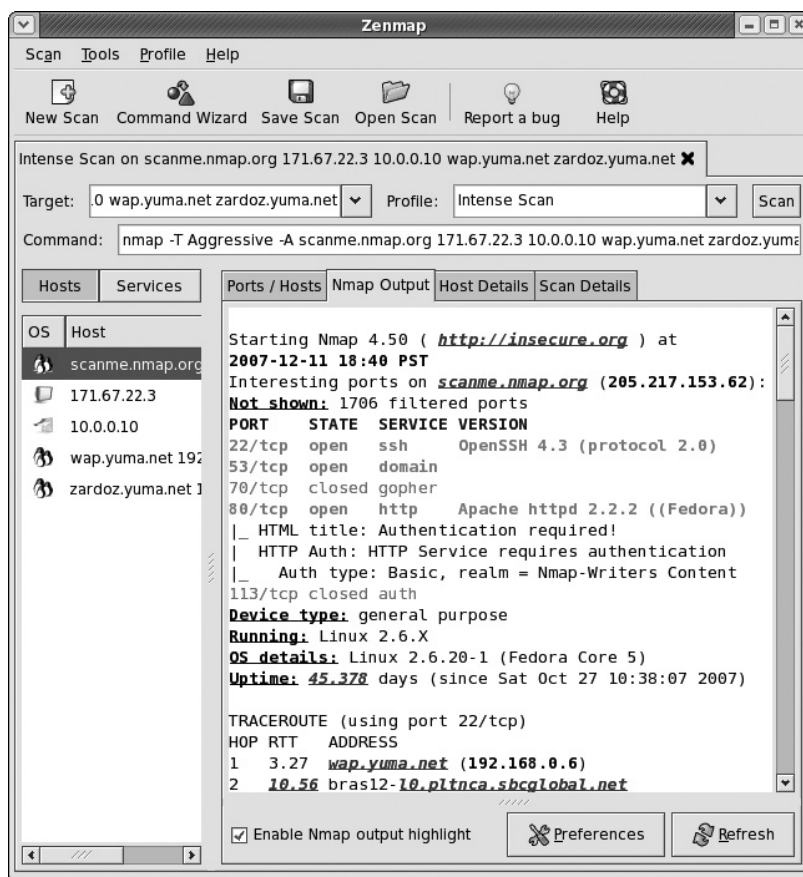 Zenmap
Scan Tools Profile Help
New Scan Command Wizard Save Scan Open Scan Report a bug Help
Intense Scan on scanme.nmap.org 171.67.22.3 10.0.0.10 wap.yuma.net zardoz.yuma.net
Target: .0 wap.yuma.net zardoz.yuma.net Profile: Intense Scan Scan
Command: nmap -T Aggressive -A scanme.nmap.org 171.67.22.3 10.0.0.10 wap.yuma.net zardoz.yuma
Hosts Services
OS Host
scanme.nmap.org
171.67.22.3
10.0.0.10
wap.yuma.net 192
zardoz.yuma.net 1
Ports / Hosts Nmap Output Host Details Scan Details
Starting Nmap 4.50 ( http://insecure.org ) at
2007-12-11 18:40 PST
Interesting ports on scanme.nmap.org (205.217.153.62):
Not shown: 1706 filtered ports
PORT STATE SERVICE VERSION
22/tcp open ssh OpenSSH 4.3 (protocol 2.0)
53/tcp open domain
70/tcp closed gopher
80/tcp open http Apache httpd 2.2.2 ((Fedora))
|_ HTML title: Authentication required!
| HTTP Auth: HTTP Service requires authentication
|_ Auth type: Basic, realm = Nmap-Writers Content
113/tcp closed auth
Device type: general purpose
Running: Linux 2.6.X
OS details: Linux 2.6.20-1 (Fedora Core 5)
Uptime: 45.378 days (since Sat Oct 27 10:38:07 2007)
TRACEROUTE (using port 22/tcp)
HOP RTT ADDRESS
1 3.27 wap.yuma.net (192.168.0.6)
2 10.56 bras12-l0.pltnca.sbcglobal.net
Enable Nmap output highlight Preferences Refresh